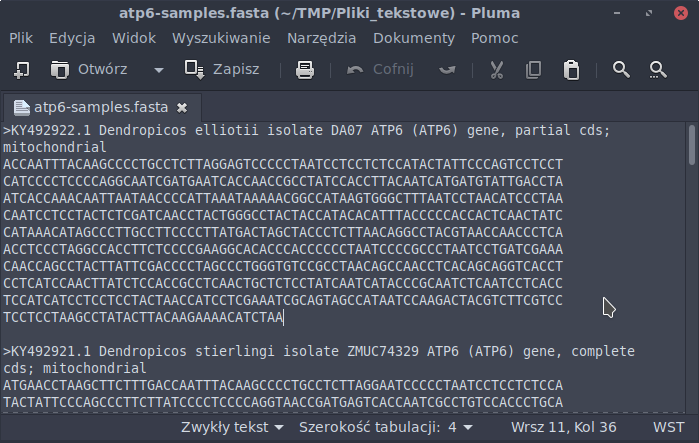 atp6-samples.fasta (~/TMP/Pliki_tekstowe) - Pluma
Plik Edycja Widok Wyszukiwanie Narzędzia Dokumenty Pomoc
Otwórz Zapisz Cofnij
atp6-samples.fasta
>KY492922.1 Dendropicos elliotii isolate DA07 ATP6 (ATP6) gene, partial cds;
mitochondrial
ACCAATTTACAAGCCCCTGCCTCTTAGGAGTCCCCCTAATCCTCCTCTCCATACTATTCCCAGTCCTCCT
CATCCCCTCCCCAGGCAATCGATGAATCACCAACCGCCTATCCACCTTACAATCATGATGTATTGACCTA
ATCACCAAACAATTAATAACCCCATTAAATAAAAACGGCCATAAGTGGGCTTTAATCCTAACATCCCTAA
CAATCCTCCTACTCTCGATCAACCTACTGGGCCTACTACCATACACATTTACCCCCACCACTCAACTATC
CATAAACATAGCCCTTGCCTTCCCCTTATGACTAGCTACCCTCTTAACAGGCCTACGTAACCAACCCTCA
ACCTCCCTAGGCCACCTTCTCCCCGAAGGCACACCCACCCCCCTAATCCCCGCCCTAATCCTGATCGAAA
CAACCAGCCTACTTATTCGACCCCTAGCCCTGGGTGTCCGCCTAACAGCCAACCTCACAGCAGGTCACCT
CCTCATCCAACTTATCTCCACCGCCTCAACTGCTCTCCTATCAATCATACCCGCAATCTCAATCCTCACC
TCCATCATCCTCCTCCTACTAACCATCCTCGAAATCGCAGTAGCCATAATCCAAGACTACGTCTTCGTCC
TCCTCCTAAGCCTATACTTACAAGAAAACATCTAA
>KY492921.1 Dendropicos stierlingi isolate ZMUC74329 ATP6 (ATP6) gene, complete
cds; mitochondrial
ATGAACCTAAGCTTCTTTGACCAATTTACAAGCCCCTGCCTCTTAGGAATCCCCCTAATCCTCCTCTCCA
TACTATTCCCAGCCCTTCTTATCCCCTCCCCAGGTAACCGATGAGTCACCAATCGCCTGTCCACCCTGCA
Zwykły tekst Szerokość tabulacji: 4 Wrsz 11, Kol 36 WST